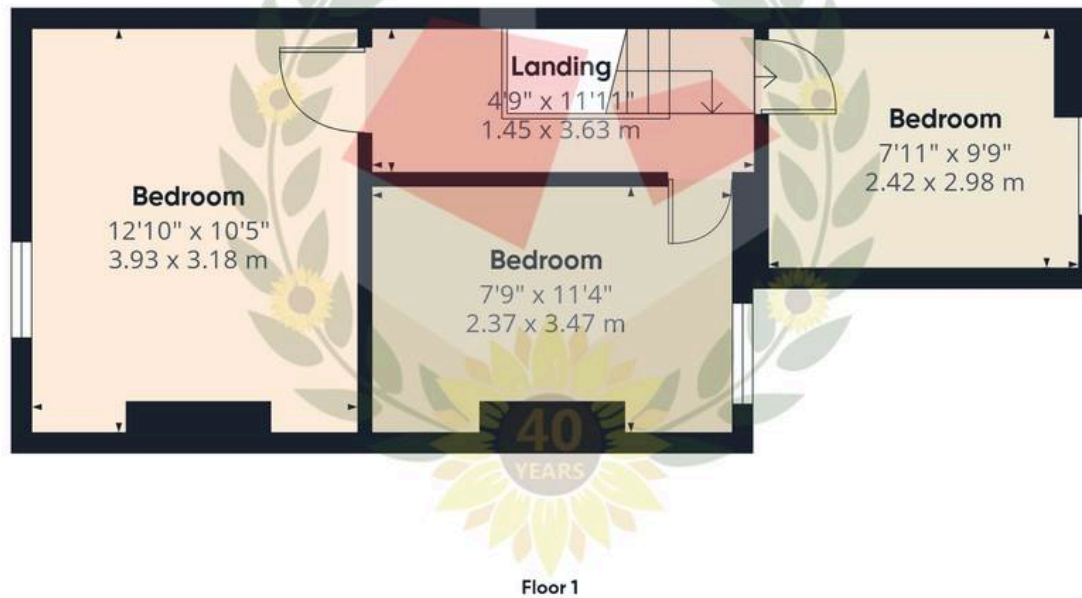 Landing
4'9" x 11'11"
1.45 x 3.63 m
Bedroom
7'11" x 9'9"
2.42 x 2.98 m
Bedroom
12'10" x 10'5"
3.93 x 3.18 m
Bedroom
7'9" x 11'4"
2.37 x 3.47 m
40
YEARS
Floor 1